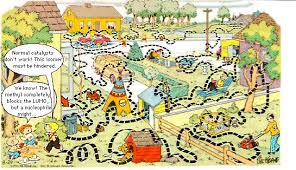 Normal catalysts
don't work! This isomer
must be hindered.
We know! The
methyl completely
blocks the LUMO,
but a nucleophile
might....